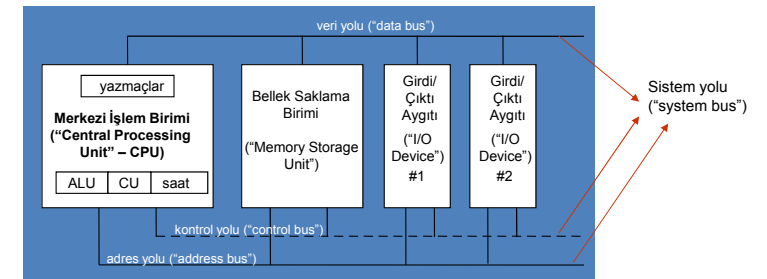 veri yolu (“data bus”)
yazmaçlar
Merkezi İşlem Birimi
(“Central Processing
Unit” – CPU)
ALU
CU
saat
Bellek Saklama
Birimi
(“Memory Storage
Unit”)
Girdi/
Çıktı
Aygıtı
(“I/O
Device”)
#1
Girdi/
Çıktı
Aygıtı
(“I/O
Device”)
#2
Sistem yolu
(“system bus”)
kontrol yolu (“control bus”)
adres yolu (“address bus”)